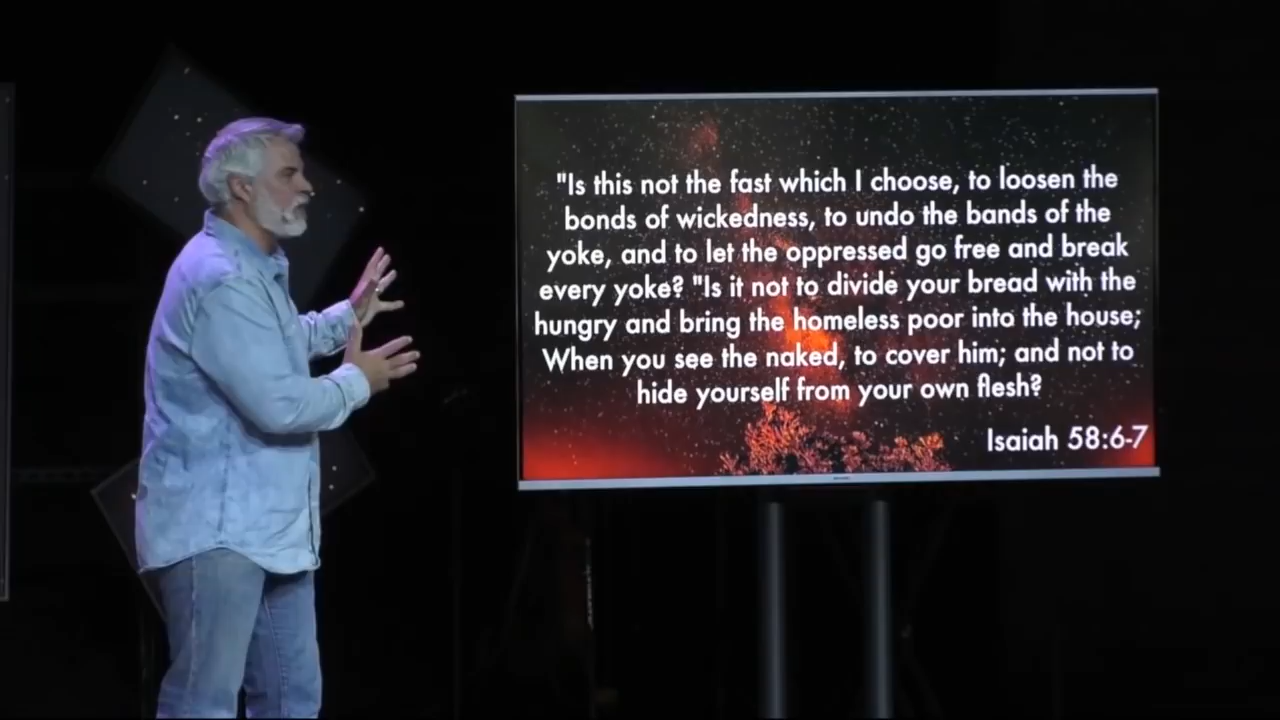 "Is this not the fast which I choose, to loosen the
bonds of wickedness, to undo the bands of the
yoke, and to let the oppressed go free and break
every yoke? "Is it not to divide your bread with the
hungry and bring the homeless poor into the house;
When you see the naked, to cover him; and not to
hide yourself from your own flesh?
Isaiah 58:6-7